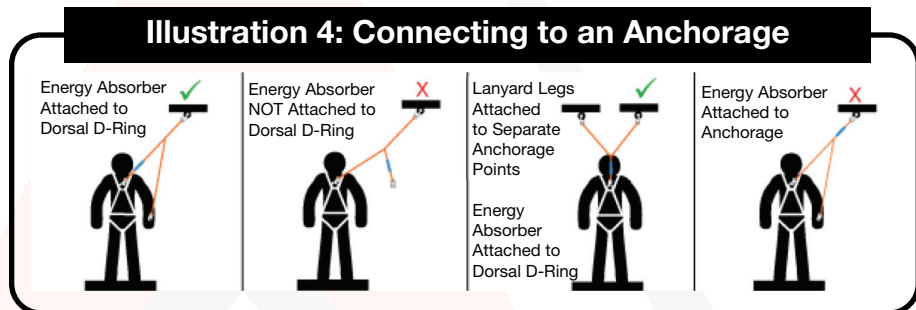 Illustration 4: Connecting to an Anchorage
Energy Absorber
Attached to
Dorsal D-Ring
Energy Absorber
NOT Attached to
Dorsal D-Ring
Lanyard Legs
Attached
to Separate
Anchorage
Points
Energy
Absorber
Attached to
Dorsal D-Ring
Energy Absorber
Attached to
Anchorage